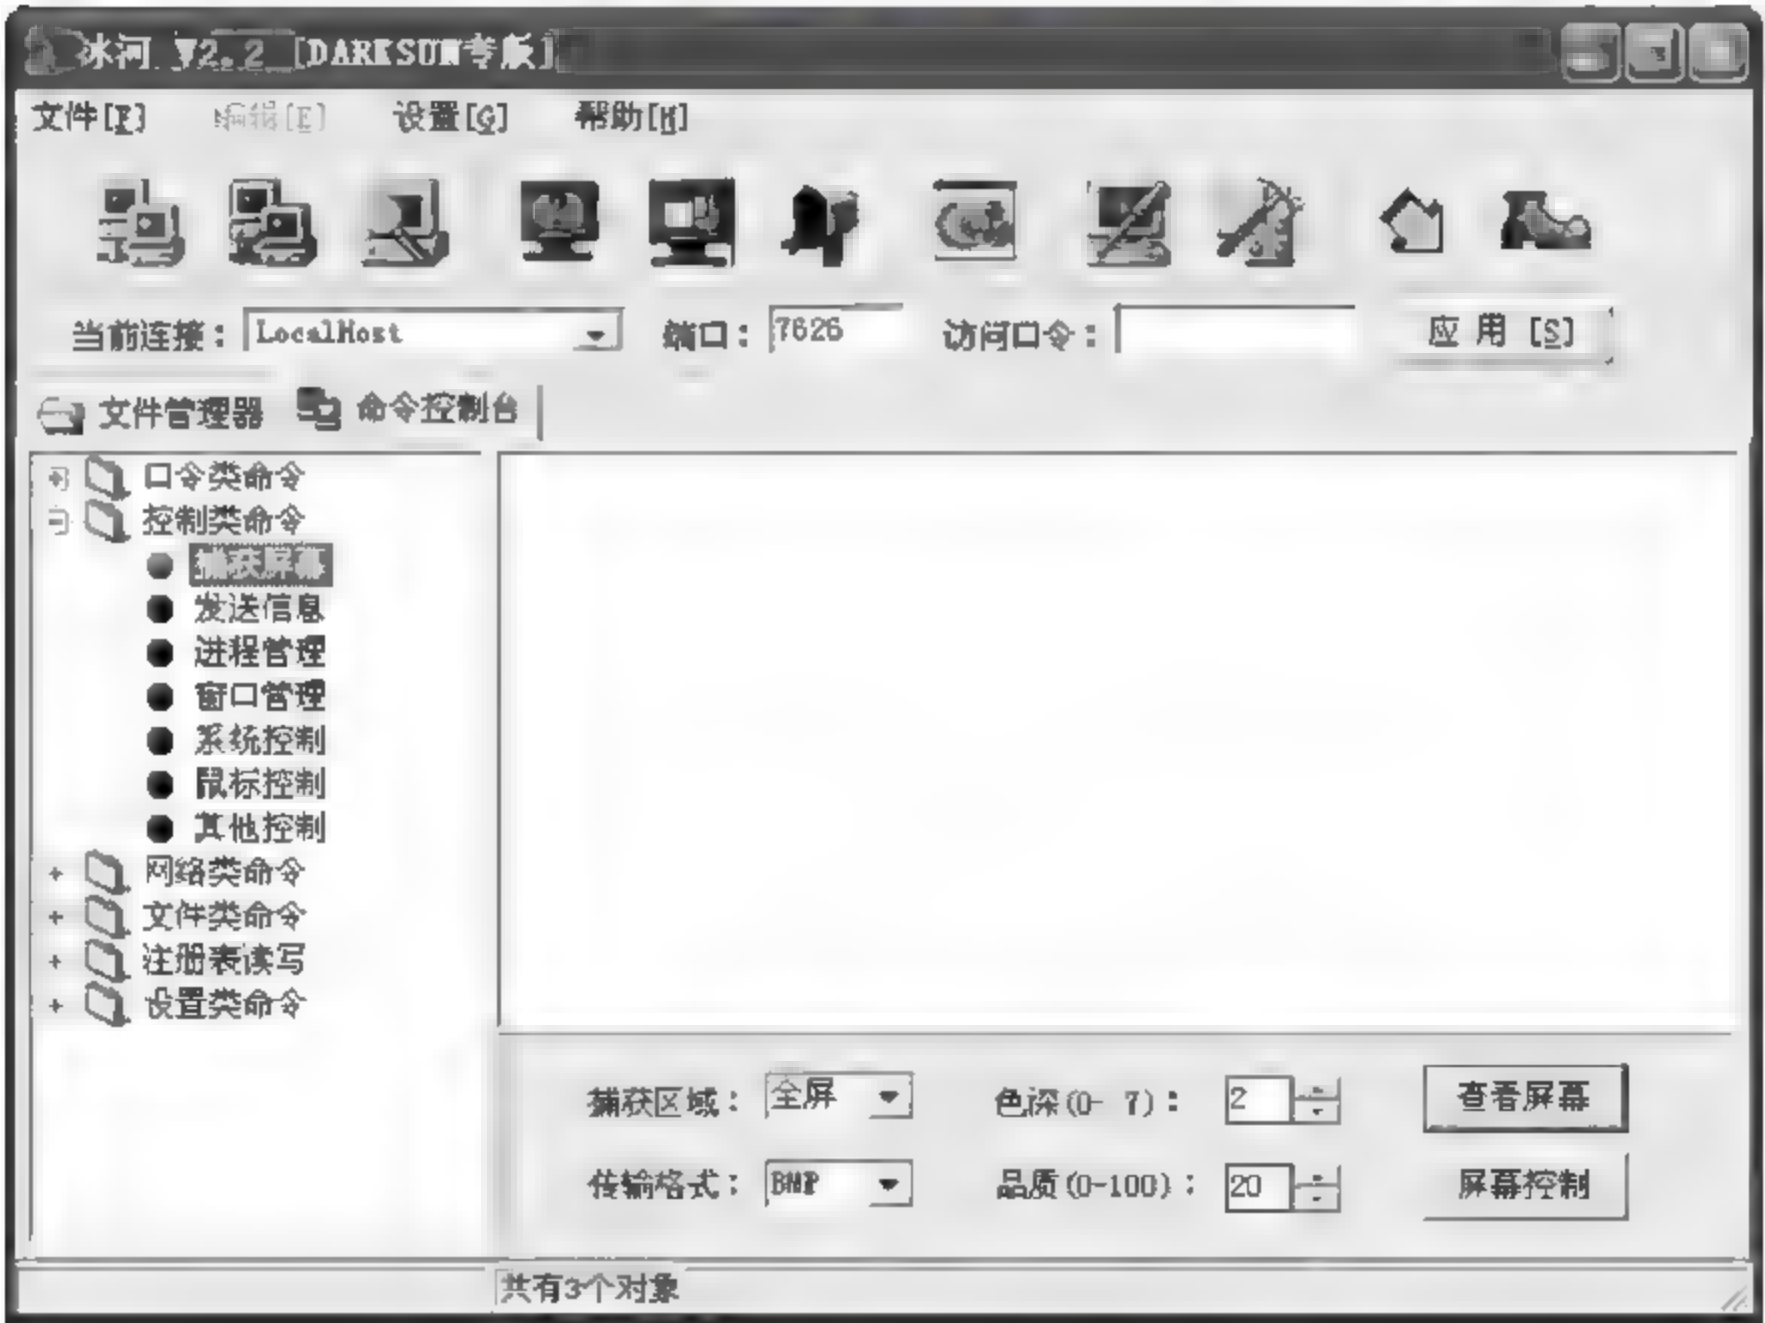 冰河 V2.2 [DARKSUN专版]
文件[F] 编辑[E] 设置[G] 帮助[H]
当前连接： LocalHost 端口： 7626 访问口令： 应 用 [S]
文件管理器 命令控制台
口令类命令
控制类命令
捕获屏幕
发送信息
进程管理
窗口管理
系统控制
鼠标控制
其他控制
网络类命令
文件类命令
注册表读写
设置类命令
捕获区域： 全屏 色深(0- 7)： 2 查看屏幕
传输格式： BMP 品质(0-100)： 20 屏幕控制
共有3个对象